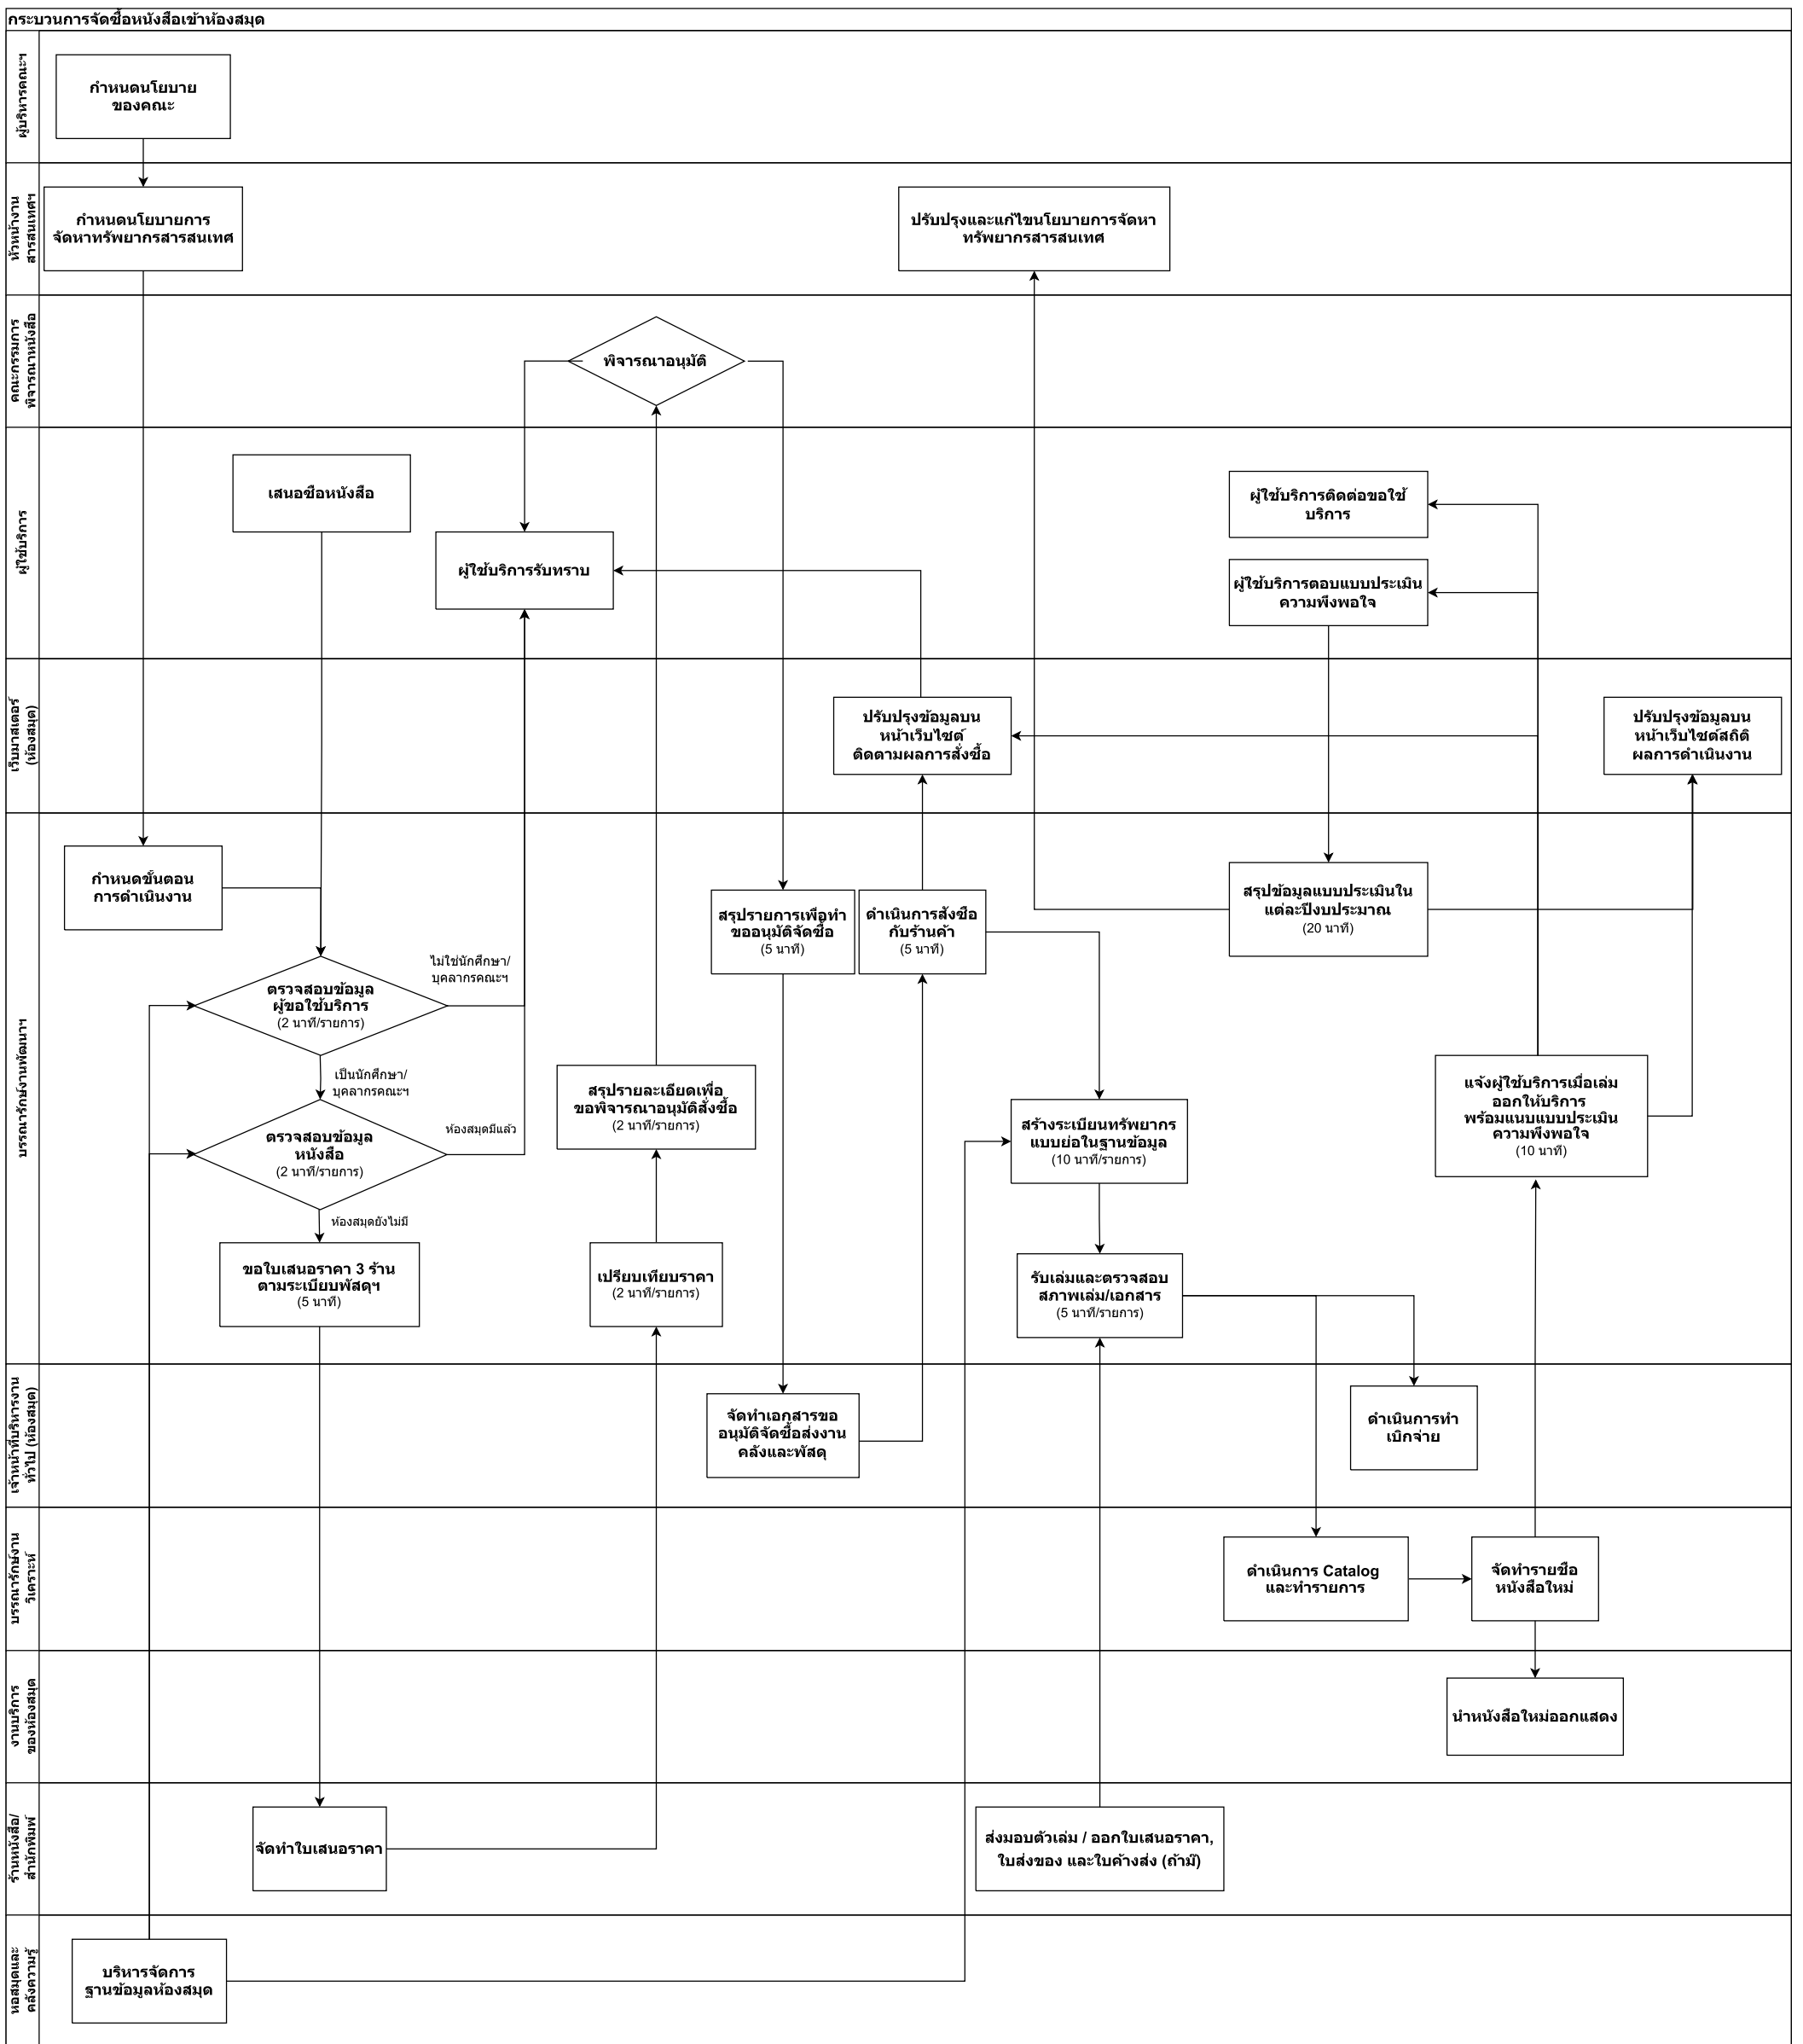 กระบวนการจัดซื้อหนังสือเข้าห้องสมุด
ผู้บริหารคณะฯ
กำหนดนโยบาย
ของคณะ
หัวหน้างาน
สารสนเทศฯ
กำหนดนโยบายการ
จัดหาทรัพยากรสารสนเทศ
ปรับปรุงและแก้ไขนโยบายการจัดหา
ทรัพยากรสารสนเทศ
คณะกรรมการ
พิจารณาหนังสือ
พิจารณาอนุมัติ
ผู้ใช้บริการ
เสนอชื่อหนังสือ
ผู้ใช้บริการรับทราบ
ผู้ใช้บริการติดต่อขอใช้
บริการ
ผู้ใช้บริการตอบแบบประเมิน
ความพึงพอใจ
เว็บมาสเตอร์
(ห้องสมุด)
ปรับปรุงข้อมูลบน
หน้าเว็บไซต์
ติดตามผลการสั่งซื้อ
ปรับปรุงข้อมูลบน
หน้าเว็บไซต์สถิติ
ผลการดำเนินงาน
บรรณารักษ์งานพัฒนาฯ
กำหนดขั้นตอน
การดำเนินงาน
สรุปรายการเพื่อทำ
ขออนุมัติจัดซื้อ
(5 นาที)
ดำเนินการสั่งซื้อ
กับร้านค้า
(5 นาที)
สรุปข้อมูลแบบประเมินใน
แต่ละปีงบประมาณ
(20 นาที)
ไม่ใช่นักศึกษา/
บุคลากรคณะฯ
ตรวจสอบข้อมูล
ผู้ขอใช้บริการ
(2 นาที/รายการ)
เป็นนักศึกษา/
บุคลากรคณะฯ
สรุปรายละเอียดเพื่อ
ขอพิจารณาอนุมัติสั่งซื้อ
(2 นาที/รายการ)
แจ้งผู้ใช้บริการเมื่อเล่ม
ออกให้บริการ
พร้อมแนบแบบประเมิน
ความพึงพอใจ
(10 นาที)
ห้องสมุดมีแล้ว
ตรวจสอบข้อมูล
หนังสือ
(2 นาที/รายการ)
สร้างระเบียนทรัพยากร
แบบย่อในฐานข้อมูล
(10 นาที/รายการ)
ห้องสมุดยังไม่มี
ขอใบเสนอราคา 3 ร้าน
ตามระเบียบพัสดุฯ
(5 นาที)
เปรียบเทียบราคา
(2 นาที/รายการ)
รับเล่มและตรวจสอบ
สภาพเล่ม/เอกสาร
(5 นาที/รายการ)
เจ้าหน้าที่บริหารงาน
ทั่วไป (ห้องสมุด)
จัดทำเอกสารขอ
อนุมัติจัดซื้อส่งงาน
คลังและพัสดุ
ดำเนินการทำ
เบิกจ่าย
บรรณารักษ์งาน
วิเคราะห์
ดำเนินการ Catalog
และทำรายการ
จัดทำรายชื่อ
หนังสือใหม่
งานบริการ
ของห้องสมุด
นำหนังสือใหม่ออกแสดง
ร้านหนังสือ/
สำนักพิมพ์
จัดทำใบเสนอราคา
ส่งมอบตัวเล่ม / ออกใบเสนอราคา,
ใบส่งของ และใบค้างส่ง (ถ้ามี)
หอสมุดและ
คลังความรู้
บริหารจัดการ
ฐานข้อมูลห้องสมุด